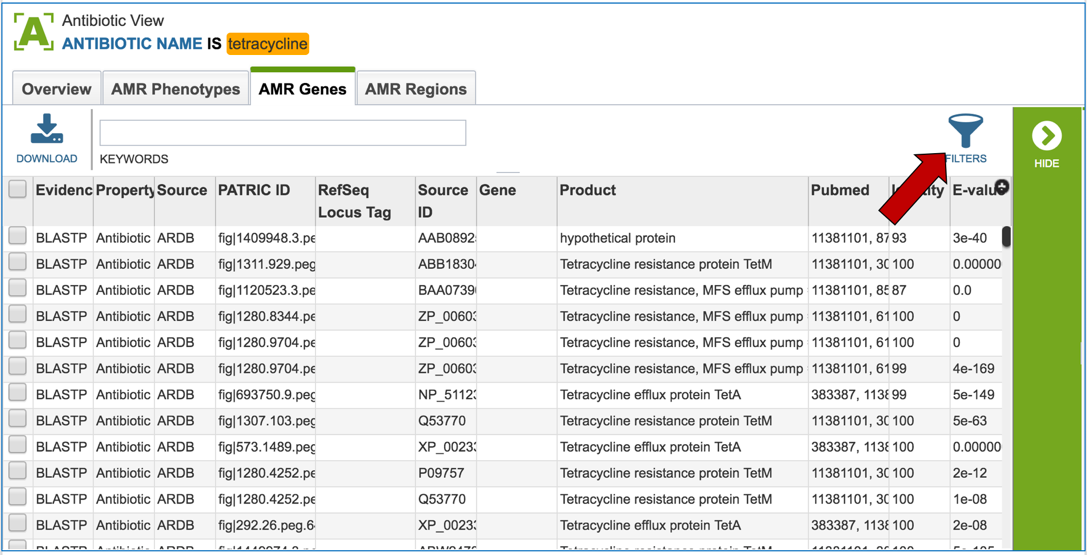 Antibiotic View
ANTIBIOTIC NAME IS tetracycline
Overview AMR Phenotypes AMR Genes AMR Regions
DOWNLOAD KEYWORDS FILTERS HIDE
Evidenc Property Source PATRIC ID RefSeq Locus Tag Source ID Gene Product Pubmed E-value
BLASTP Antibiotic ARDB fig|1409948.3.pe AAB0892 hypothetical protein 11381101, 87 93 3e-40
BLASTP Antibiotic ARDB fig|1311.929.peg ABB1830 Tetracycline resistance protein TetM 11381101, 30 100 0.00000
BLASTP Antibiotic ARDB fig|1120523.3.pe BAA0739 Tetracycline resistance, MFS efflux pump 11381101, 85 87 0.0
BLASTP Antibiotic ARDB fig|1280.8344.pe ZP_00603 Tetracycline resistance, MFS efflux pump 11381101, 61 100 0
BLASTP Antibiotic ARDB fig|1280.9704.pe ZP_00603 Tetracycline resistance, MFS efflux pump 11381101, 61 100 0
BLASTP Antibiotic ARDB fig|1280.9704.pe ZP_00603 Tetracycline resistance, MFS efflux pump 11381101, 61 99 4e-169
BLASTP Antibiotic ARDB fig|693750.9.peg NP_5112 Tetracycline efflux protein TetA 383387, 1138 99 5e-149
BLASTP Antibiotic ARDB fig|1307.103.peg Q53770 Tetracycline resistance protein TetM 11381101, 30 100 5e-63
BLASTP Antibiotic ARDB fig|573.1489.peg XP_0023 Tetracycline efflux protein TetA 383387, 1138 100 0.00000
BLASTP Antibiotic ARDB fig|1280.4252.pe P09757 Tetracycline resistance protein TetM 11381101, 30 100 2e-12
BLASTP Antibiotic ARDB fig|1280.4252.pe Q53770 Tetracycline resistance protein TetM 11381101, 30 100 1e-08
BLASTP Antibiotic ARDB fig|292.26.peg.6 XP_0023 Tetracycline efflux protein TetA 383387, 1138 100 2e-08